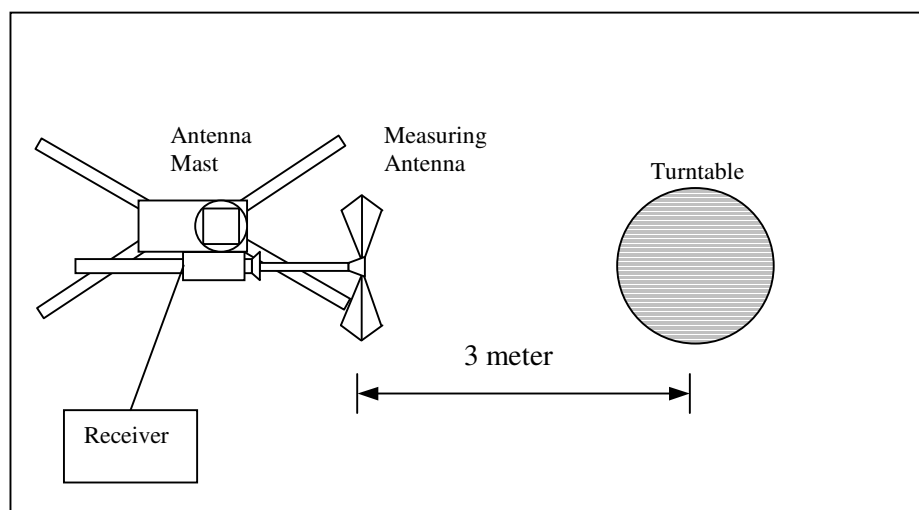 Antenna
Mast
Measuring
Antenna
Turntable
3 meter
Receiver